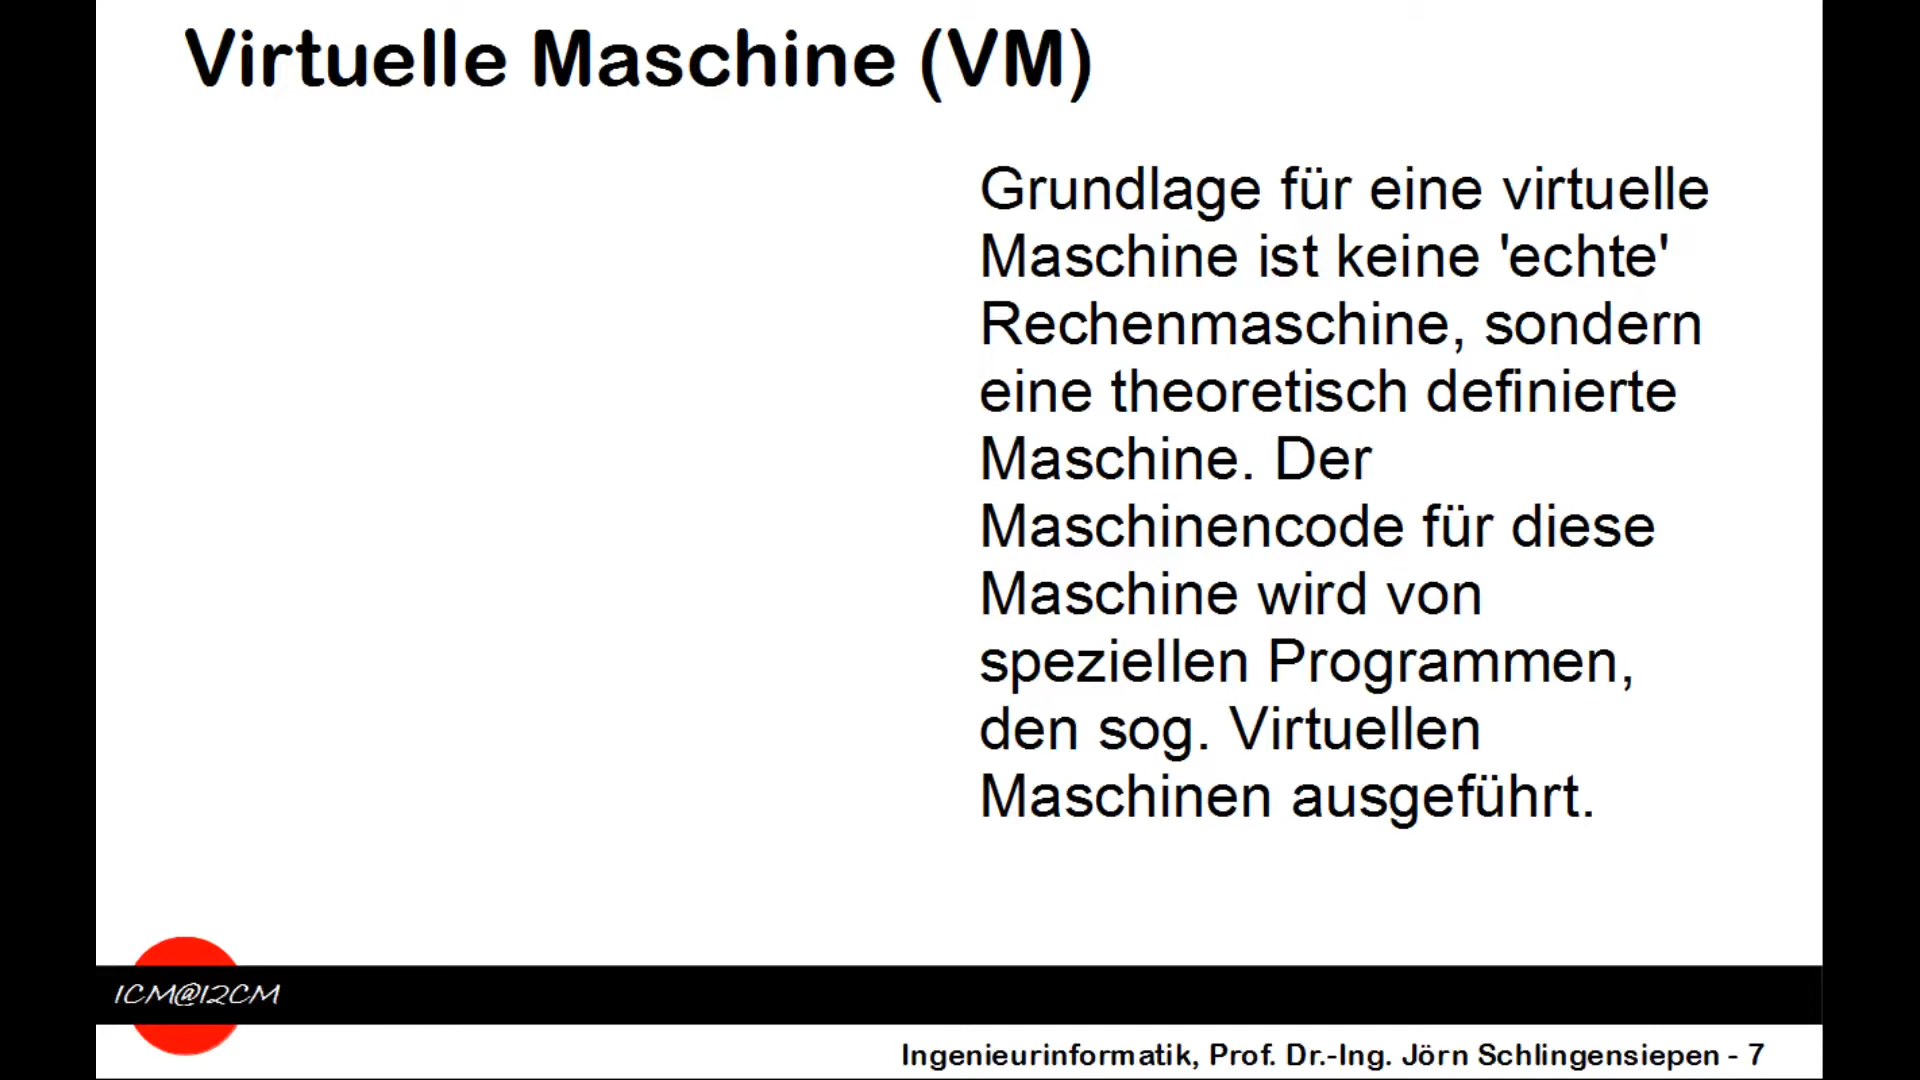 Virtuelle Maschine (VM)
Grundlage für eine virtuelle
Maschine ist keine 'echte'
Rechenmaschine, sondern
eine theoretisch definierte
Maschine. Der
Maschinencode für diese
Maschine wird von
speziellen Programmen,
den sog. Virtuellen
Maschinen ausgeführt.
ICM@I2CM
Ingenieurinformatik, Prof. Dr.-Ing. Jörn Schlingensiepen - 7